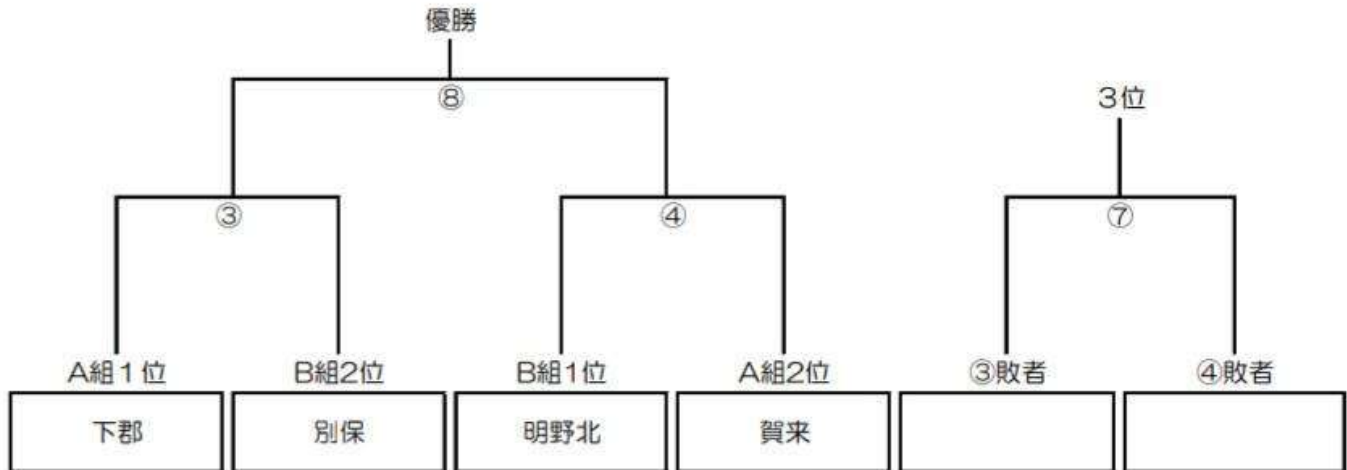 優勝
⑧
3位
③
④
⑦
A組1位
B組2位
B組1位
A組2位
③敗者
④敗者
下郡
別保
明野北
賀来